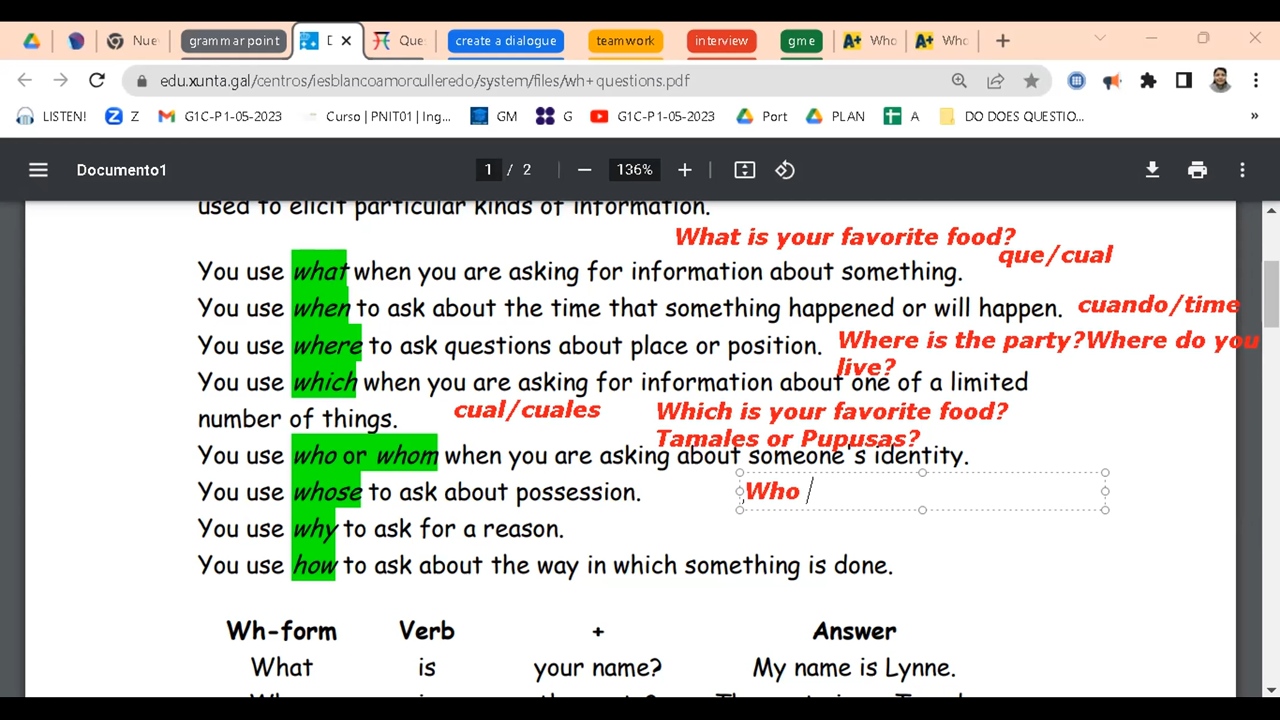 Nue
grammar point
D
Que
create a dialogue
teamwork
interview
gme
Who
Who
edu.xunta.gal/centros/iesblancoamorculleredo/system/files/wh+questions.pdf
LISTEN!
Z
G1C-P1-05-2023
Curso | PNIT01 | Ing...
GM
G
G1C-P1-05-2023
Port
PLAN
A
DO DOES QUESTIO...
»
Documento1
1 / 2
136%
used to elicit particular kinds of information.
What is your favorite food?
que/cual
You use what when you are asking for information about something.
You use when to ask about the time that something happened or will happen.
cuando/time
You use where to ask questions about place or position.
Where is the party?Where do you
live?
You use which when you are asking for information about one of a limited
number of things.
cual/cuales
Which is your favorite food?
Tamales or Pupusas?
You use who or whom when you are asking about someone's identity.
You use whose to ask about possession.
Who
You use why to ask for a reason.
You use how to ask about the way in which something is done.
Wh-form Verb + Answer
What is your name? My name is Lynne.